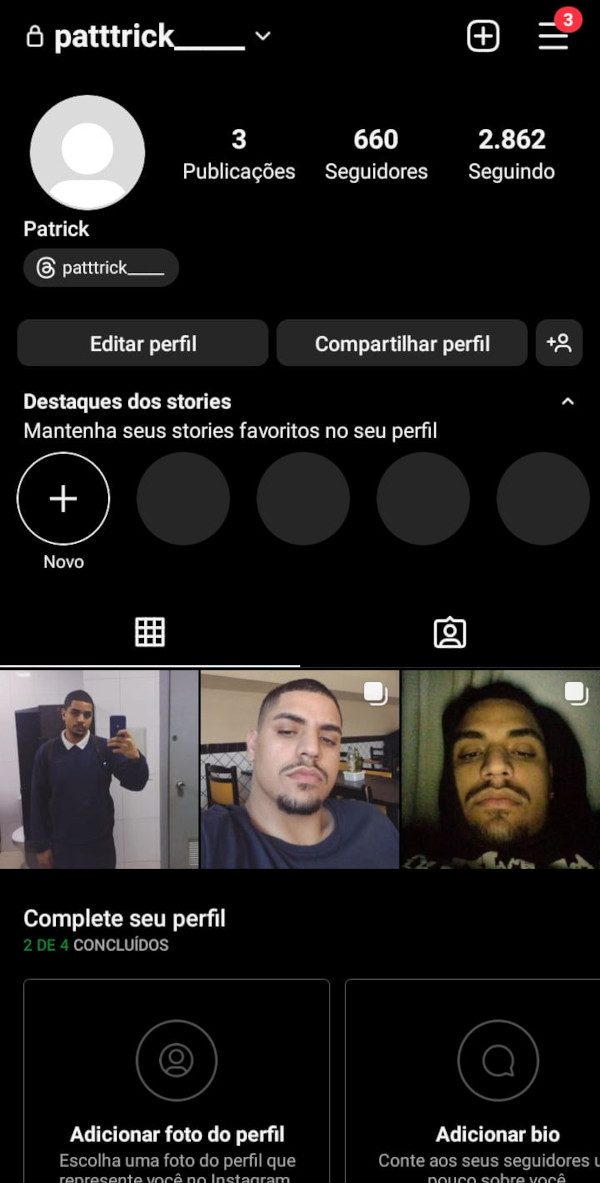 patttrick_____
3
3 660 2.862
Publicações Seguidores Seguindo
Patrick
patttrick_____
Editar perfil Compartilhar perfil
Destaques dos stories
Mantenha seus stories favoritos no seu perfil
Novo
Complete seu perfil
2 DE 4 CONCLUÍDOS
Adicionar foto do perfil
Escolha uma foto do perfil que
represente você no Instagram
Adicionar bio
Conte aos seus seguidores u
pouco sobre você